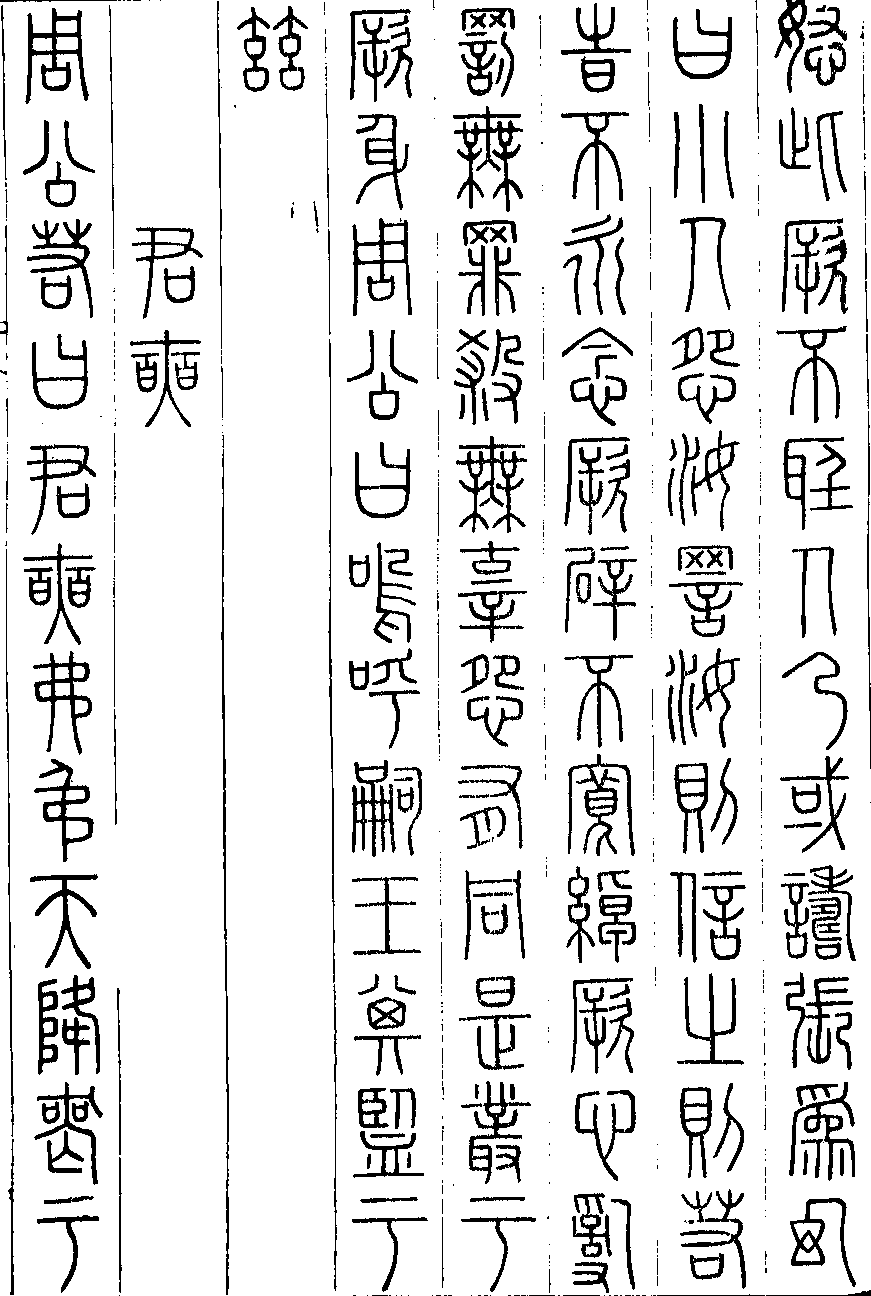 怒此厥不聽人乃或譸張為幻
曰小人怨汝詈汝則信之則若
時不永念厥辟不寬綽厥心亂
罰無罪殺無辜怨有同是叢于
厥身周公曰嗚呼嗣王其監于
茲
君奭
周公若曰君奭弗弔天降喪于